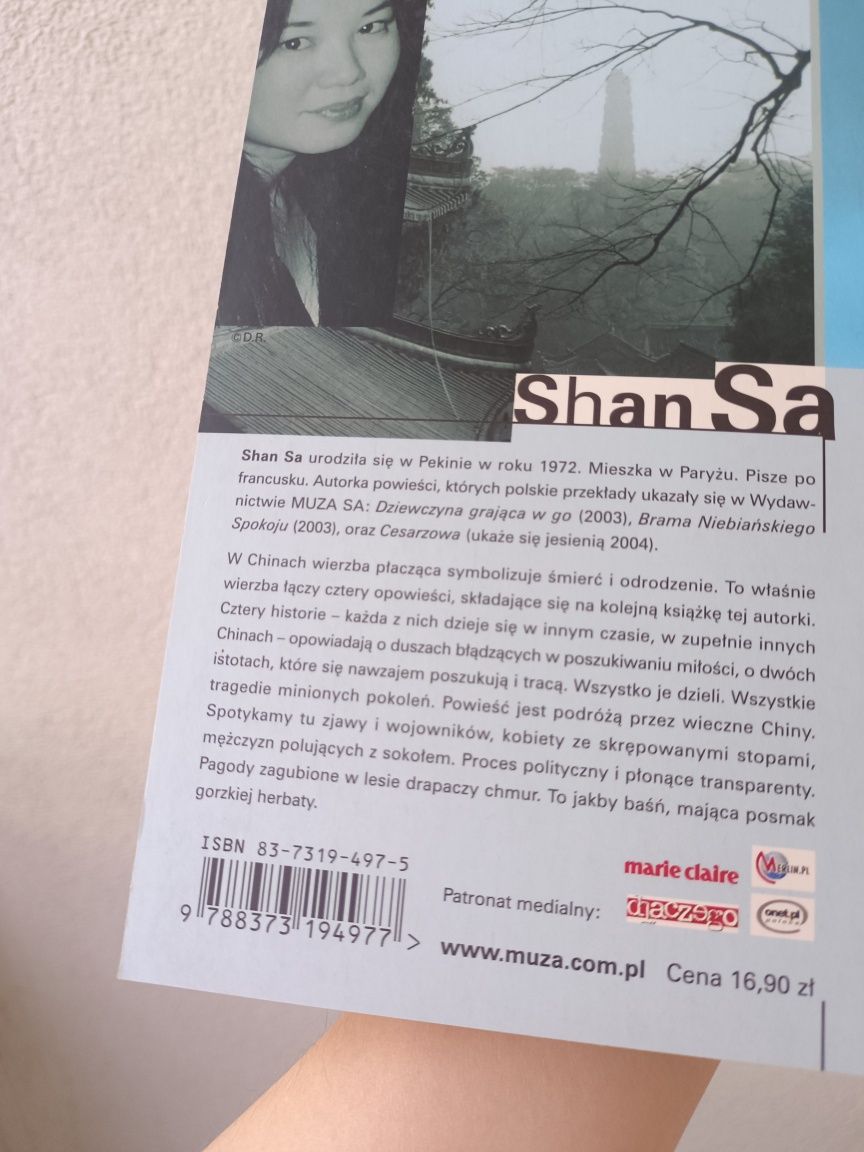 ©D.R.
Shan Sa
Shan Sa urodziła się w Pekinie w roku 1972. Mieszka w Paryżu. Pisze po
francusku. Autorka powieści, których polskie przekłady ukazały się w Wydaw-
nictwie MUZA SA: Dziewczyna grająca w go (2003), Brama Niebiańskiego
Spokoju (2003), oraz Cesarzowa (ukaże się jesienią 2004).
W Chinach wierzba płacząca symbolizuje śmierć i odrodzenie. To właśnie
wierzba łączy cztery opowieści, składające się na kolejną książkę tej autorki.
Cztery historie – każda z nich dzieje się w innym czasie, w zupełnie innych
Chinach – opowiadają o duszach błądzących w poszukiwaniu miłości, o dwóch
istotach, które się nawzajem poszukują i tracą. Wszystko je dzieli. Wszystkie
tragedie minionych pokoleń. Powieść jest podróżą przez wieczne Chiny.
Spotykamy tu zjawy i wojowników, kobiety ze skrępowanymi stopami,
mężczyzn polujących z sokołem. Proces polityczny i płonące transparenty.
Pagody zagubione w lesie drapaczy chmur. To jakby baśń, mająca posmak
gorzkiej herbaty.
ISBN 83-7319-497-5
9 788373 194977 >
Patronat medialny:
marie claire
MERLIN.PL
dlaczego
onet.pl
polska
www.muza.com.pl Cena 16,90 zł